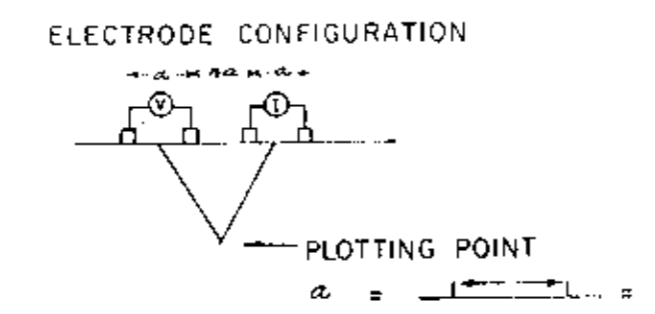 ELECTRODE CONFIGURATION
a na a
V I
PLOTTING POINT
a = =